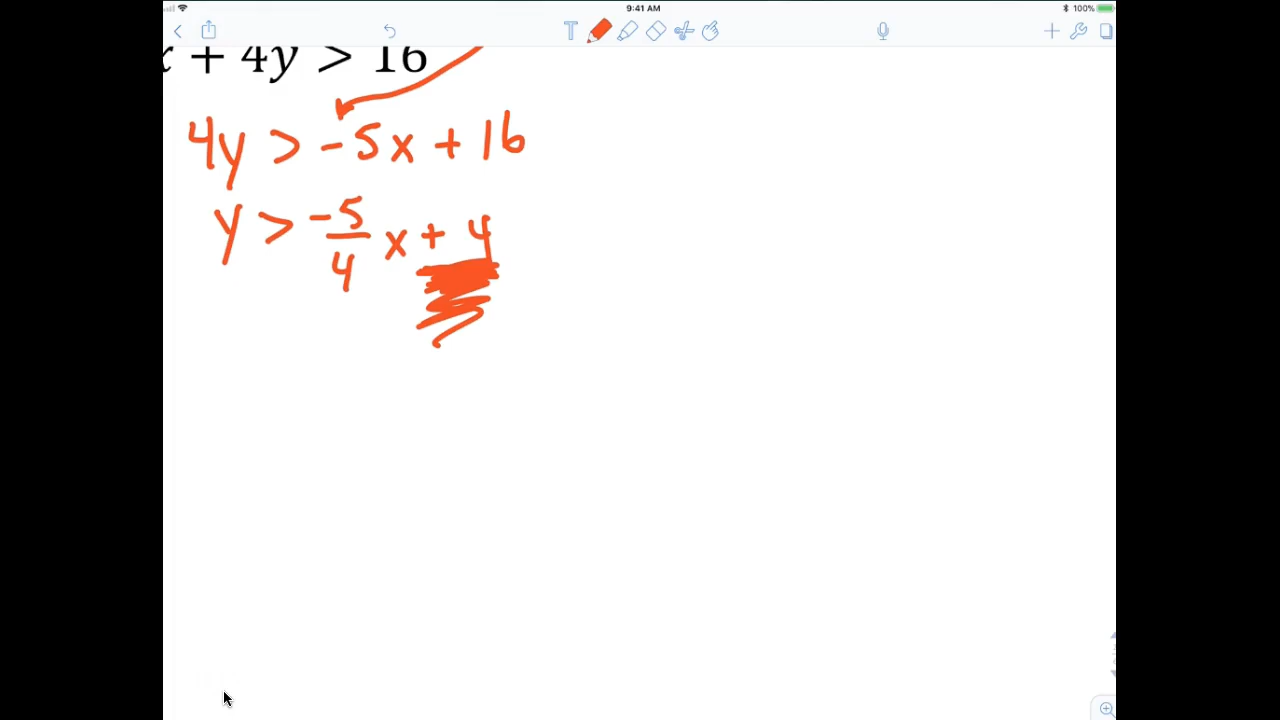 9:41 AM
100%
T
x + 4y > 16
4y > -5x + 16
y > -5/4 x + 4